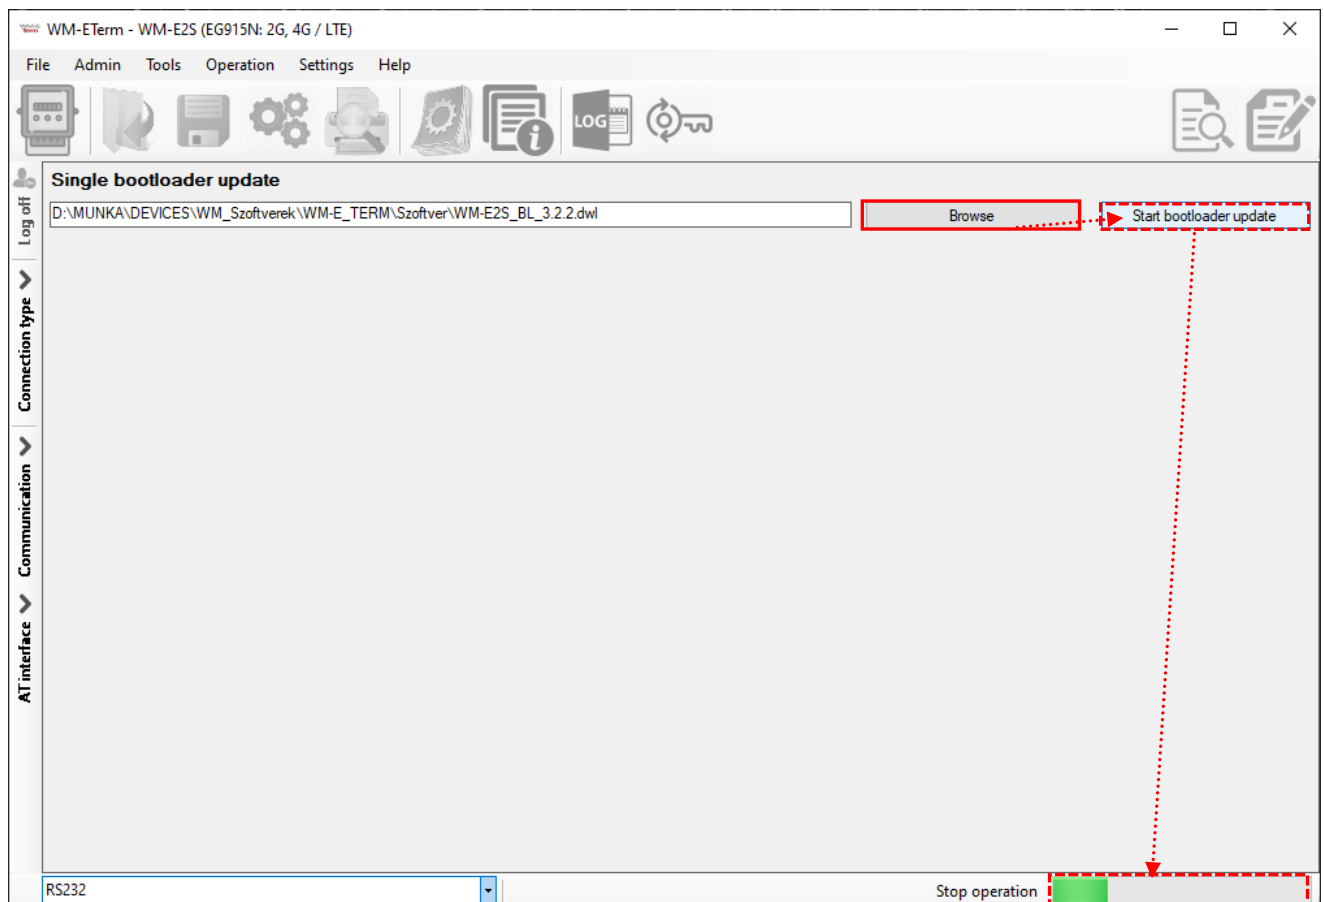 WM-ETerm - WM-E2S (EG915N: 2G, 4G / LTE)
File Admin Tools Operation Settings Help
LOG
Single bootloader update
D:\MUNKA\DEVICES\WM_Szoftverek\WM-E_TERM\Szoftver\WM-E2S_BL_3.2.2.dwl
Browse
Start bootloader update
Log off
Connection type
Communication
AT interface
RS232
Stop operation